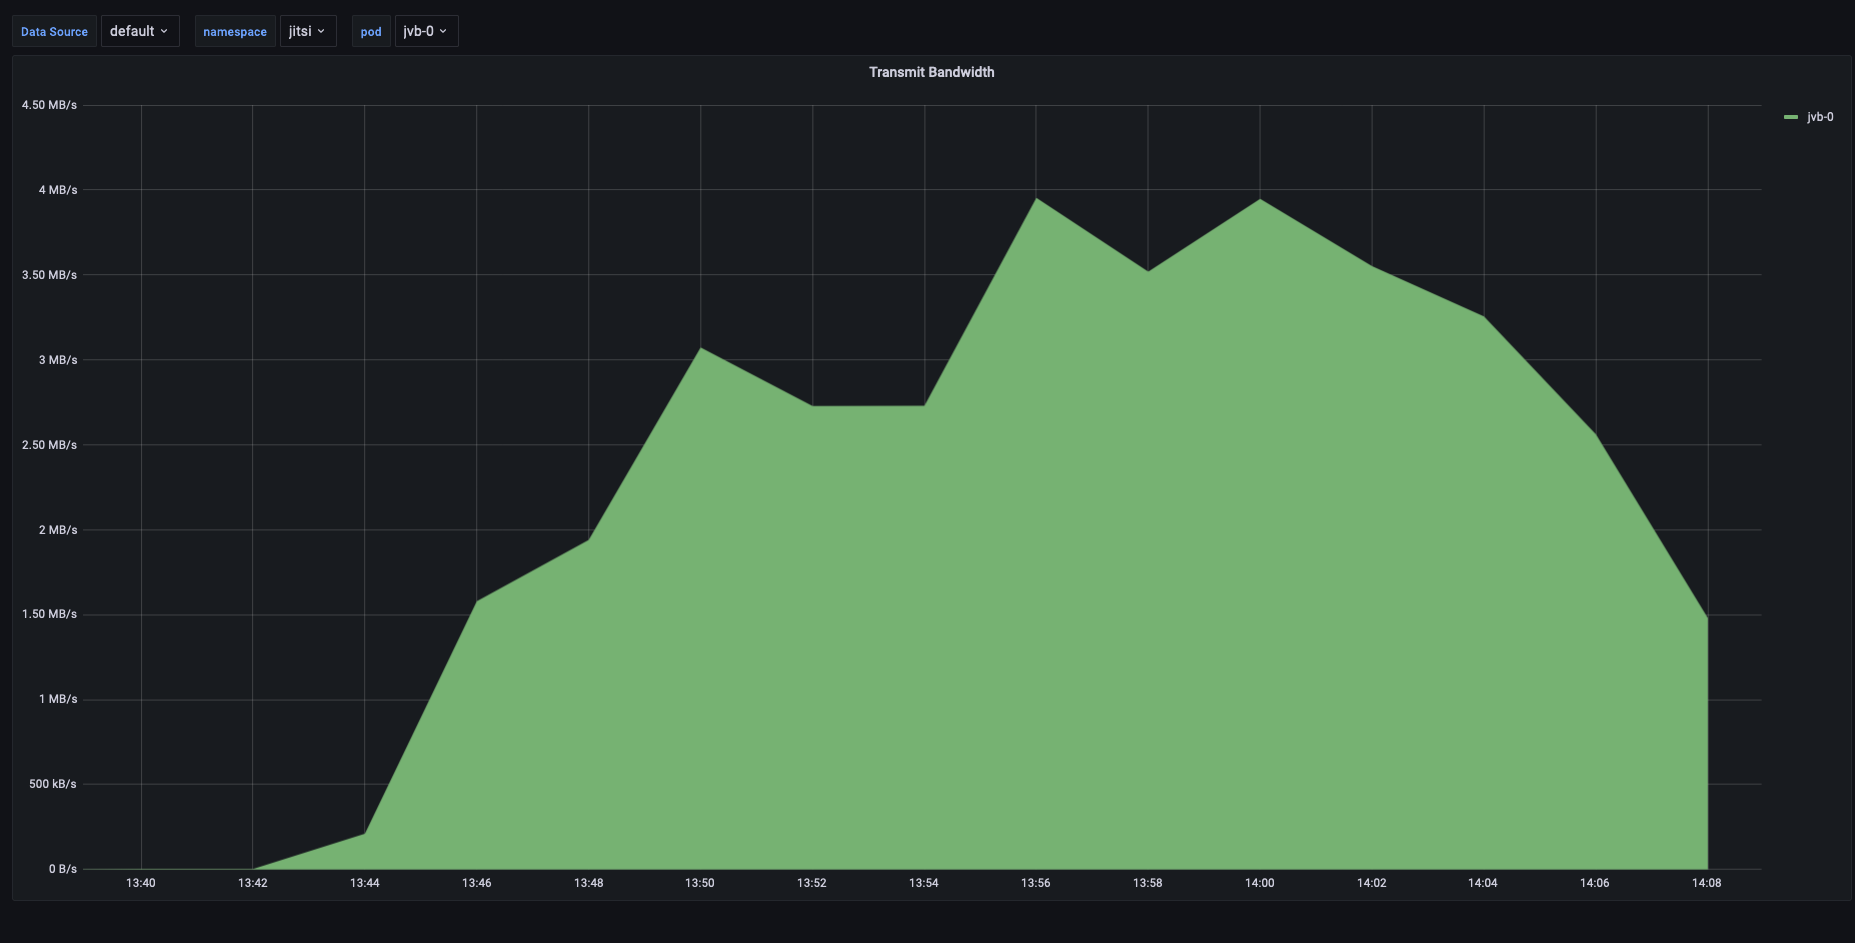 Data Source default namespace jitsi pod jvb-0
Transmit Bandwidth
4.50 MB/s
jvb-0
4 MB/s
3.50 MB/s
3 MB/s
2.50 MB/s
2 MB/s
1.50 MB/s
1 MB/s
500 kB/s
0 B/s
13:40 13:42 13:44 13:46 13:48 13:50 13:52 13:54 13:56 13:58 14:00 14:02 14:04 14:06 14:08